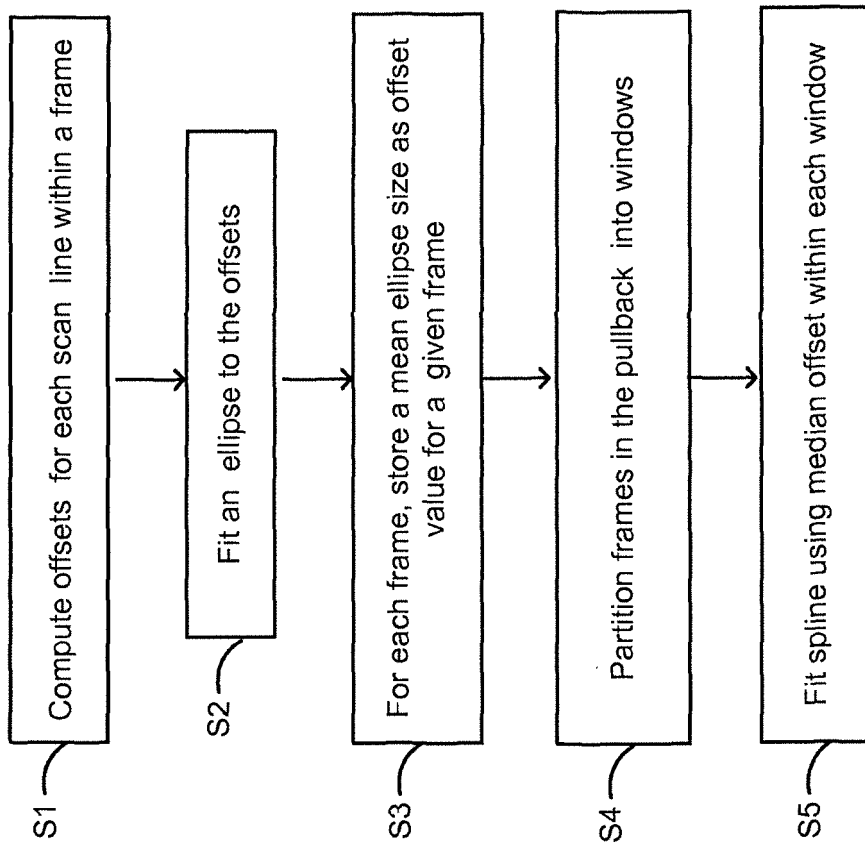 S1
Compute offsets for each scan line within a frame
S2
Fit an ellipse to the offsets
S3
For each frame, store a mean ellipse size as offset
value for a given frame
S4
Partition frames in the pullback into windows
S5
Fit spline using median offset within each window